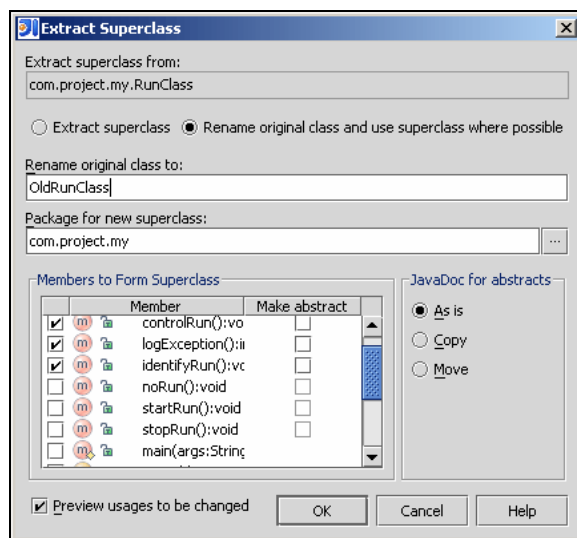 Extract Superclass
Extract superclass from:
com.project.my.RunClass
Extract superclass Rename original class and use superclass where possible
Rename original class to:
OldRunClass
Package for new superclass:
com.project.my
...
Members to Form Superclass
JavaDoc for abstracts
Member Make abstract
controlRun():vo
logException():i
identifyRun():vc
noRun():void
startRun():void
stopRun():void
main(args:String
As is
Copy
Move
Preview usages to be changed
OK
Cancel
Help